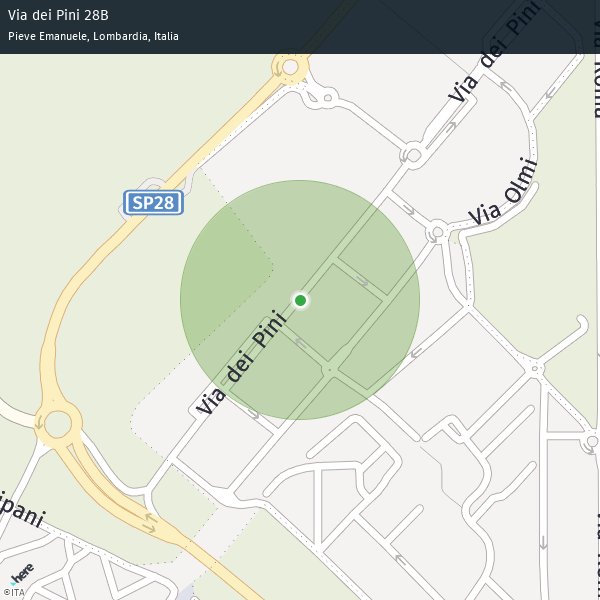 Via dei Pini 28B
Pieve Emanuele, Lombardia, Italia
Via dei Pini
Via Olmi
SP28
Via dei Pini
here
©ITA